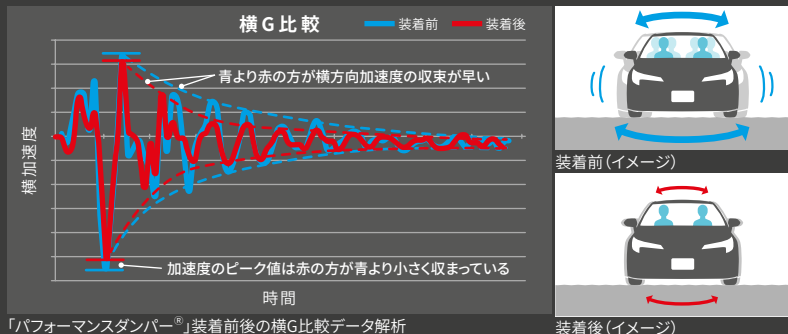 横G比較
装着前
装着後
青より赤の方が横方向加速度の収束が早い
横加速度
加速度のピーク値は赤の方が青より小さく収まっている
時間
「パフォーマンスダンパー®」装着前後の横G比較データ解析
装着前（イメージ）
装着後（イメージ）